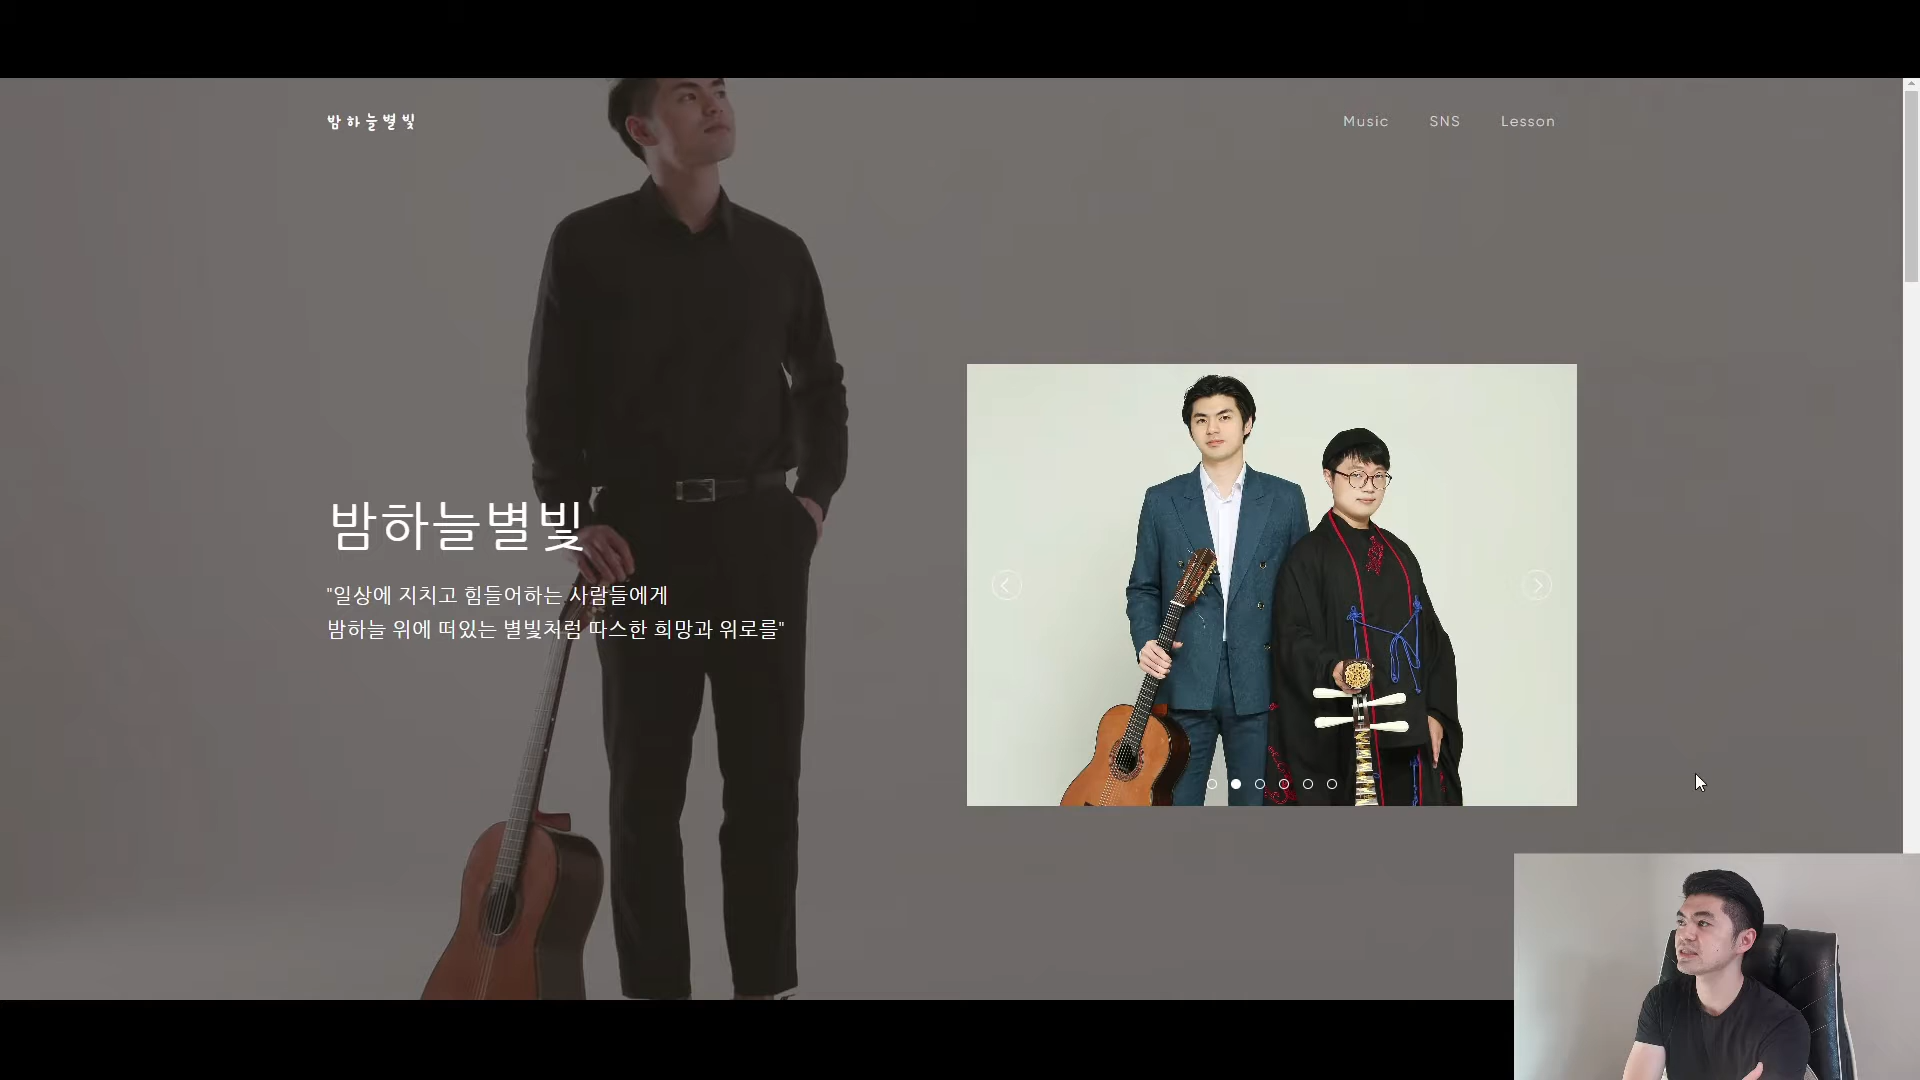 밤하늘별빛
Music
SNS
Lesson
밤하늘별빛
"일상에 지치고 힘들어하는 사람들에게
밤하늘 위에 떠있는 별빛처럼 따스한 희망과 위로를"